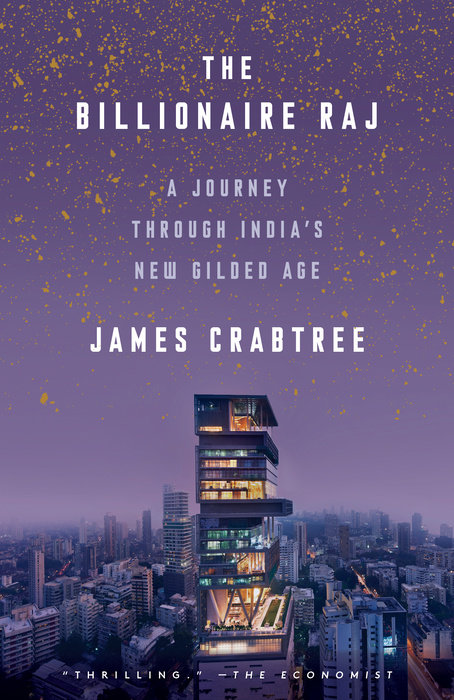 THE
BILLIONAIRE RAJ
A JOURNEY
THROUGH INDIA'S
NEW GILDED AGE
JAMES CRABTREE
"THRILLING." —THE ECONOMIST